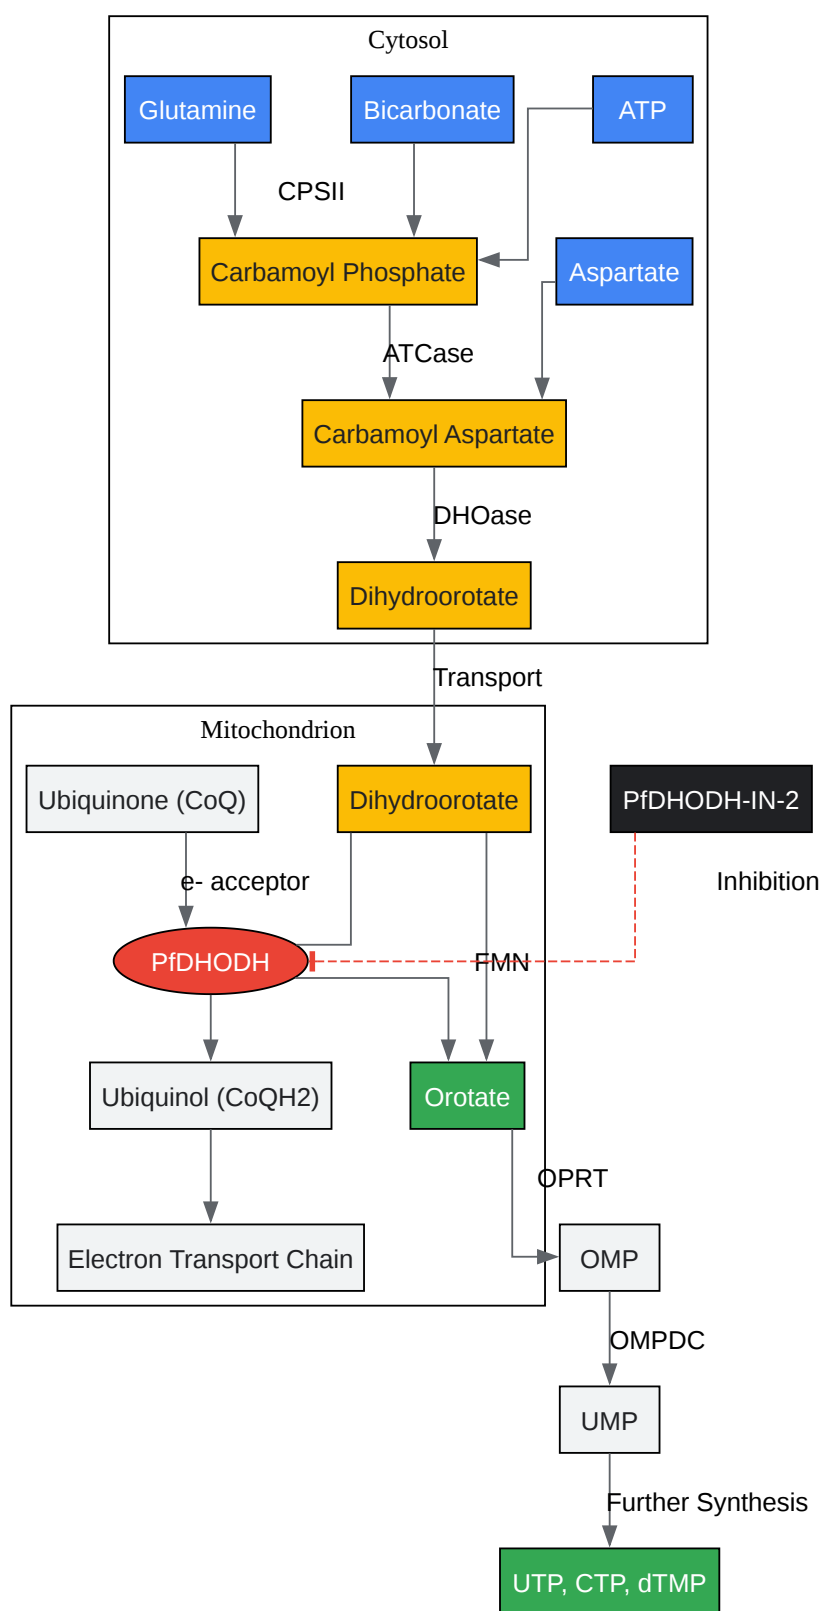 Cytosol
Glutamine
Bicarbonate
ATP
CPSII
Carbamoyl Phosphate
Aspartate
ATCase
Carbamoyl Aspartate
DHOase
Dihydroorotate
Transport
Mitochondrion
Ubiquinone (CoQ)
Dihydroorotate
PfDHODH-IN-2
e- acceptor
Inhibition
PfDHODH
FMN
Ubiquinol (CoQH2)
Orotate
OPRT
Electron Transport Chain
OMP
OMPDC
UMP
Further Synthesis
UTP, CTP, dTMP